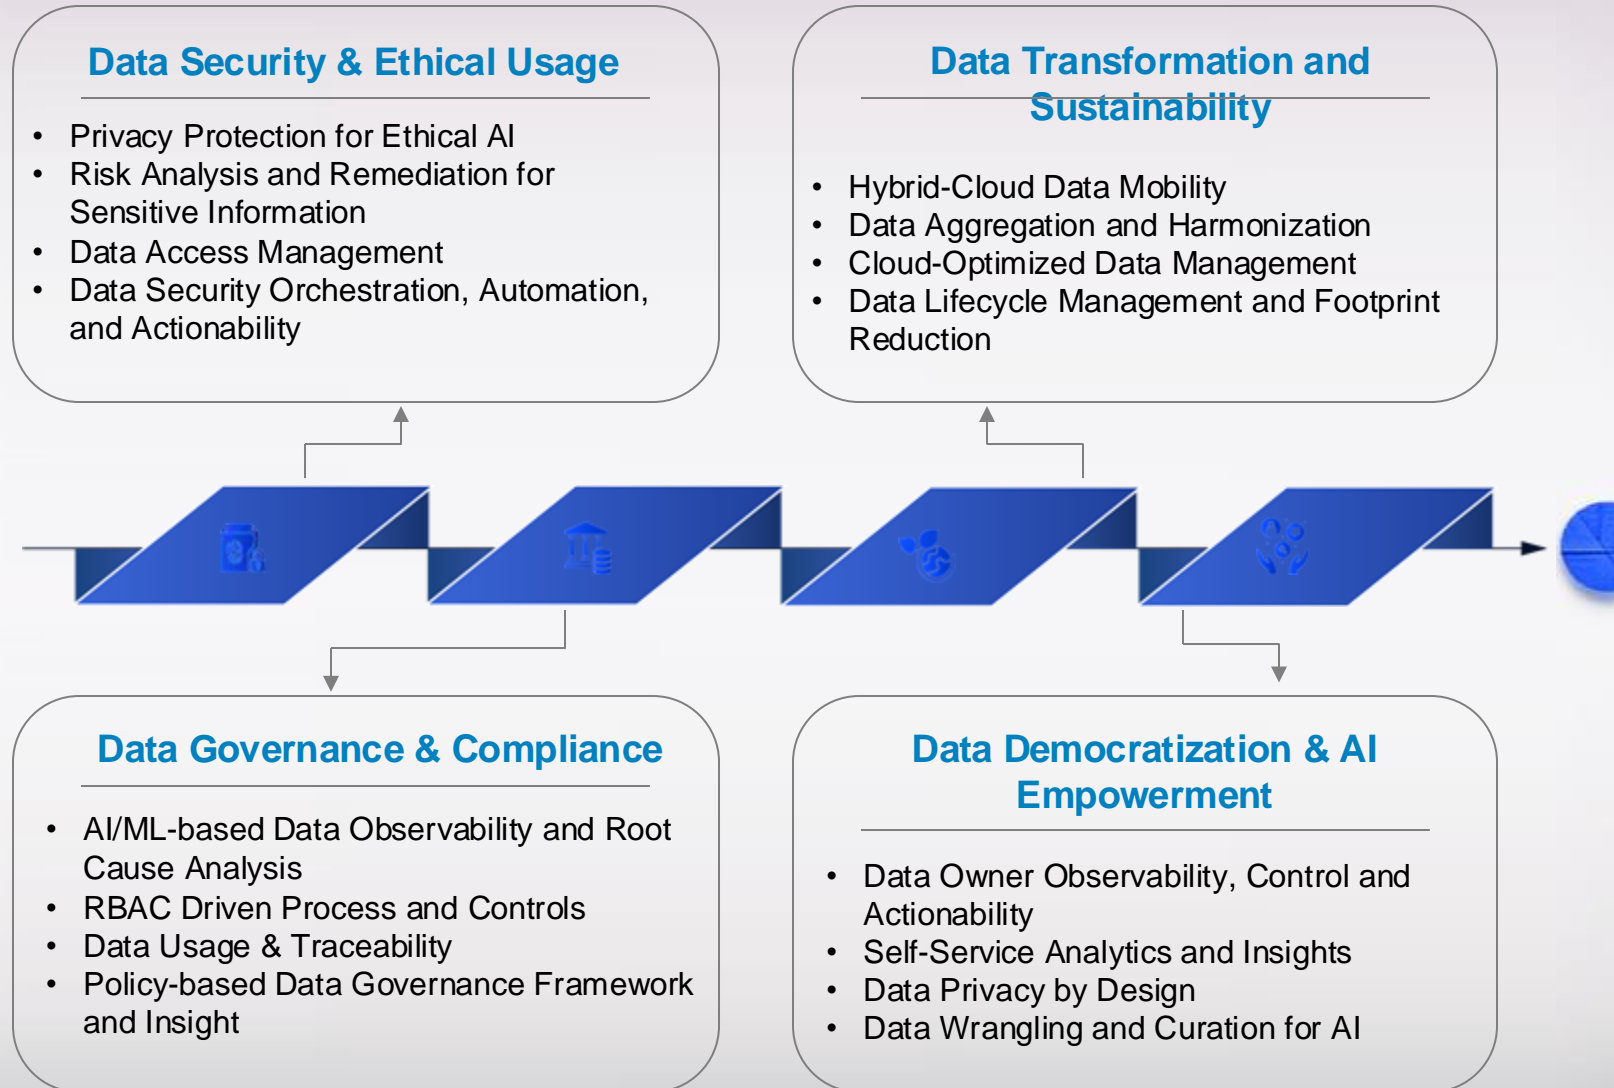 Data Security & Ethical Usage
• Privacy Protection for Ethical AI
• Risk Analysis and Remediation for
Sensitive Information
• Data Access Management
• Data Security Orchestration, Automation,
and Actionability
Data Transformation and
Sustainability
• Hybrid-Cloud Data Mobility
• Data Aggregation and Harmonization
• Cloud-Optimized Data Management
• Data Lifecycle Management and Footprint
Reduction
Data Governance & Compliance
• AI/ML-based Data Observability and Root
Cause Analysis
• RBAC Driven Process and Controls
• Data Usage & Traceability
• Policy-based Data Governance Framework
and Insight
Data Democratization & AI
Empowerment
• Data Owner Observability, Control and
Actionability
• Self-Service Analytics and Insights
• Data Privacy by Design
• Data Wrangling and Curation for AI